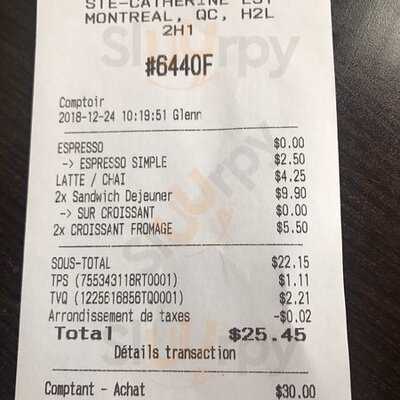 STE-CATHERINE EST
MONTREAL, QC, H2L
2H1
#6440F
Comptoir
2018-12-24 10:19:51 Glenn
ESPRESSO $0.00
-> ESPRESSO SIMPLE $2.50
LATTE / CHAI $4.25
2x Sandwich Dejeuner $9.90
-> SUR CROISSANT $0.00
2x CROISSANT FROMAGE $5.50
SOUS-TOTAL $22.15
TPS (755343118RT0001) $1.11
TVQ (1225616856TQ0001) $2.21
Arrondissement de taxes -$0.02
Total $25.45
Détails transaction
Comptant - Achat $30.00
Slurpy
Slurpy
Slurpy